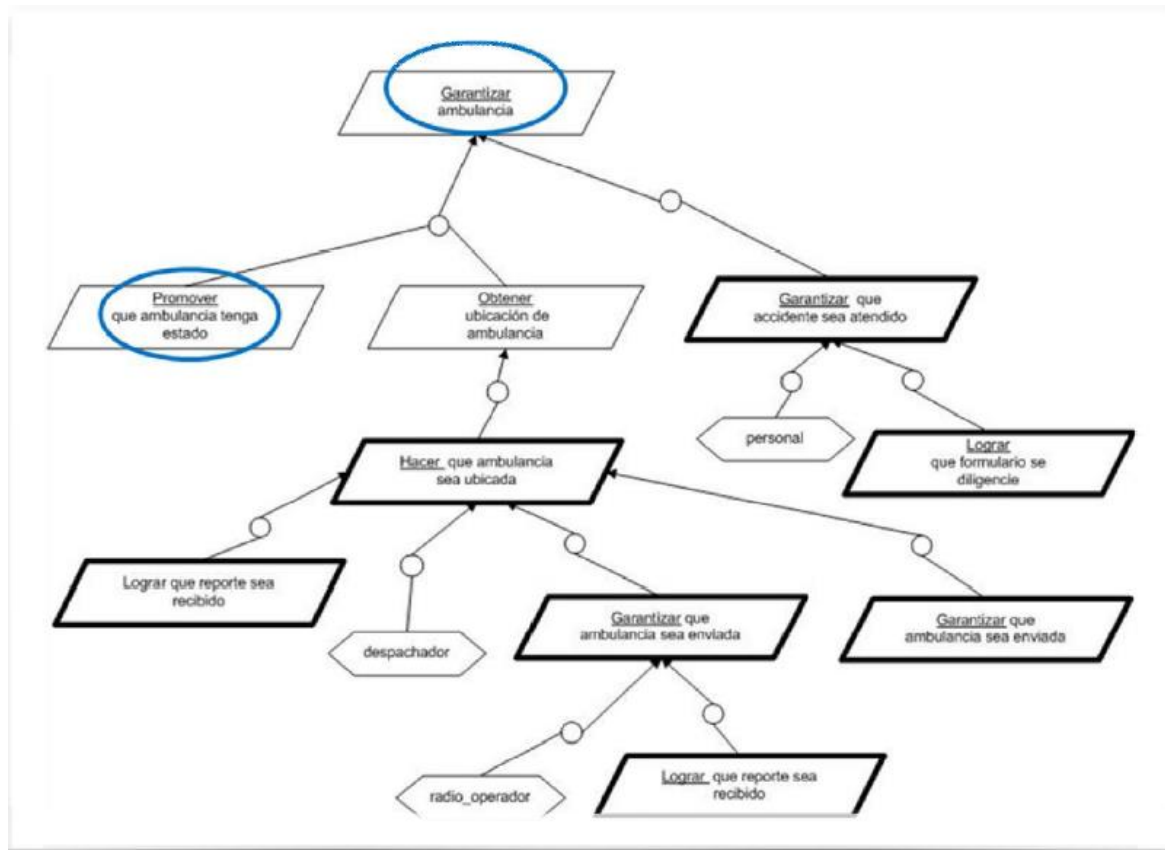 Garantizar
ambulancia
Promover
que ambulancia tenga
estado
Obtener
ubicación de
ambulancia
Garantizar que
accidente sea atendido
personal
Lograr
que formulario se
diligencie
Hacer que ambulancia
sea ubicada
Lograr que reporte sea
recibido
despachador
Garantizar que
ambulancia sea enviada
Garantizar que
ambulancia sea enviada
radio_operador
Lograr que reporte sea
recibido